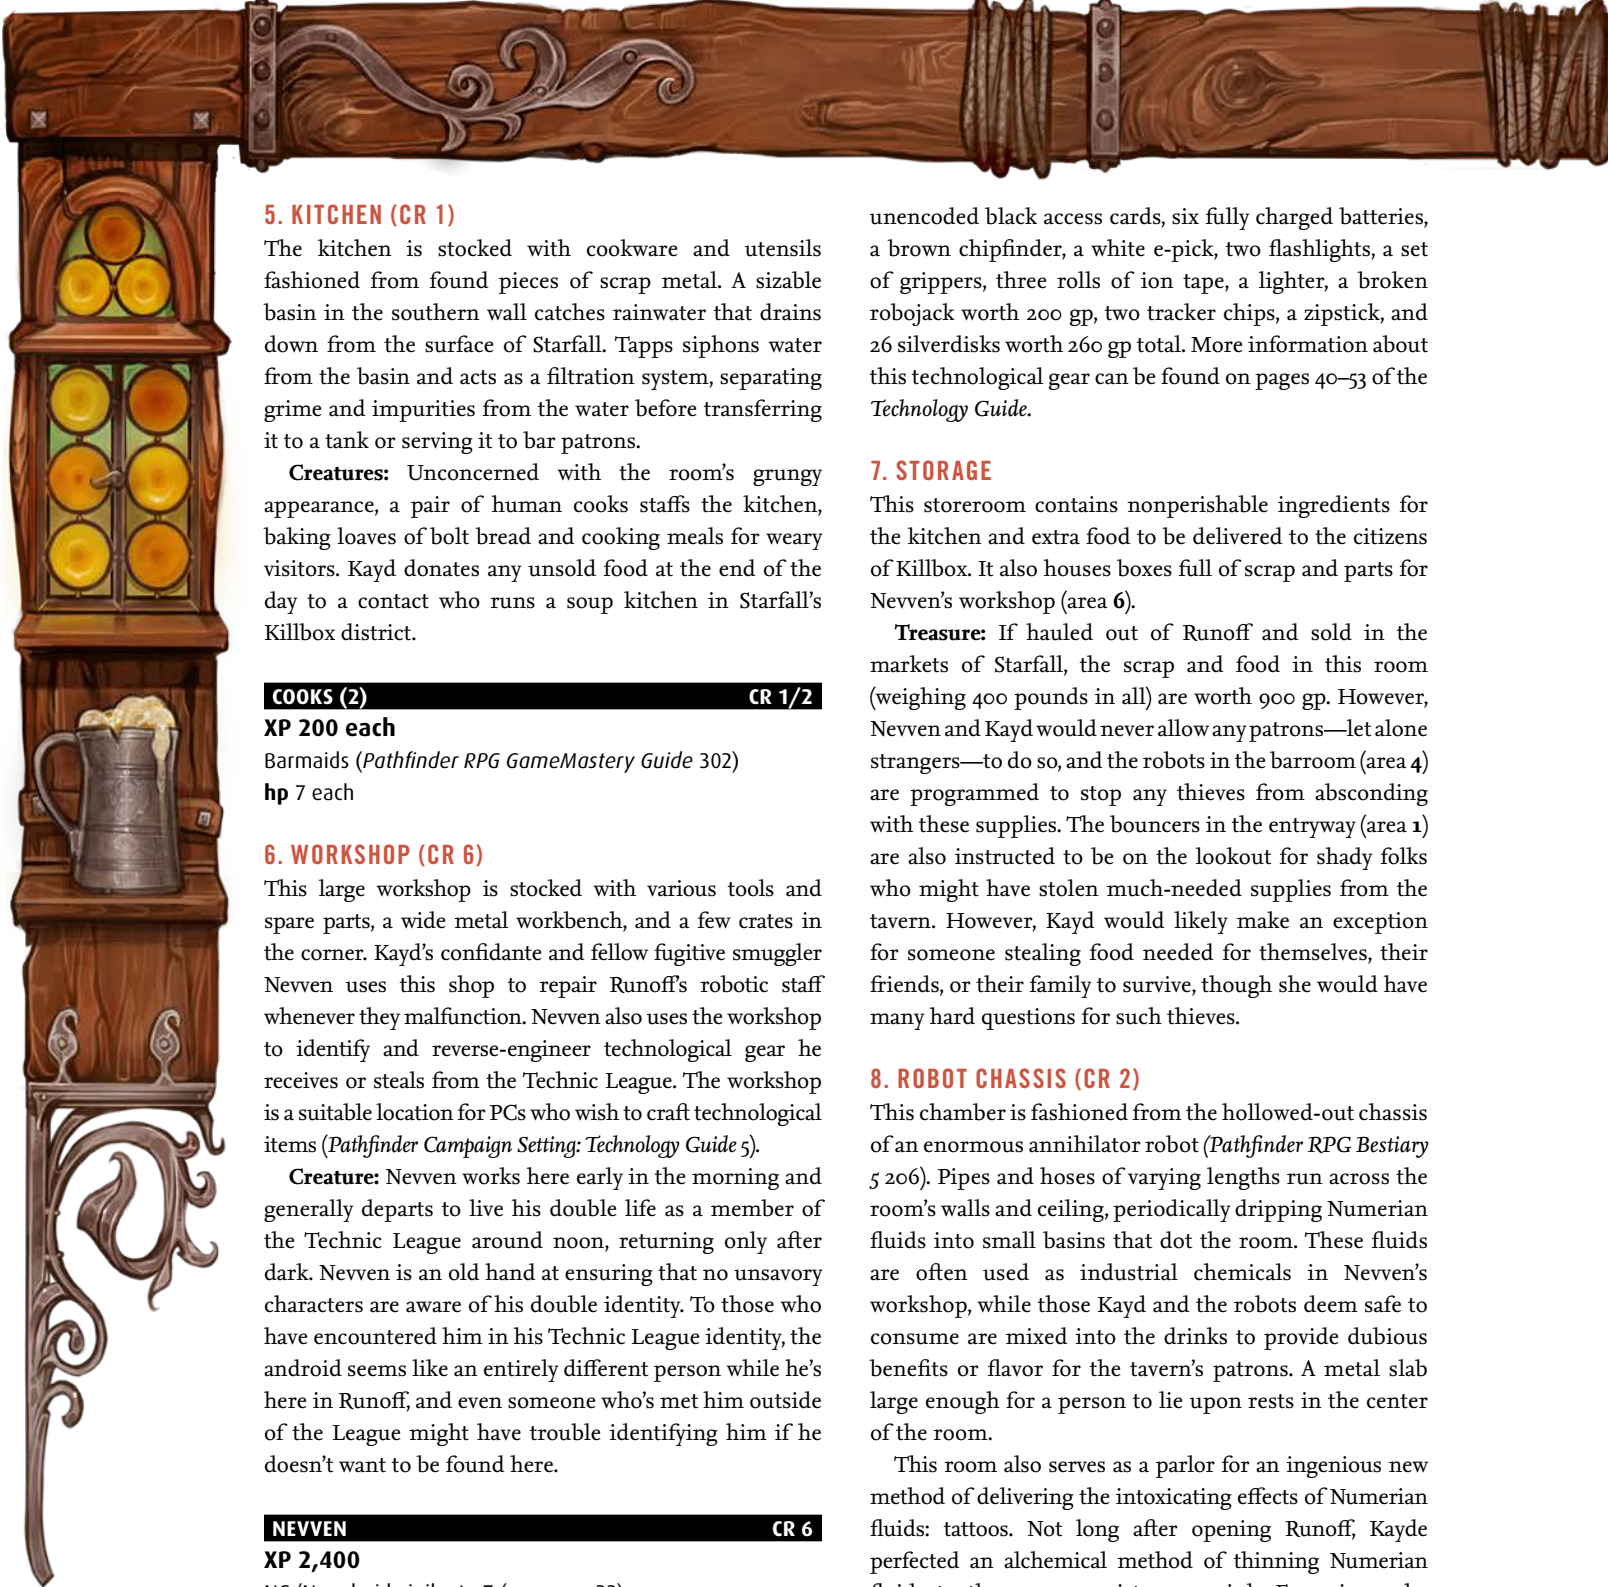 5. KITCHEN (CR 1)
The kitchen is stocked with cookware and utensils
fashioned from found pieces of scrap metal. A sizable
basin in the southern wall catches rainwater that drains
down from the surface of Starfall. Tapps siphons water
from the basin and acts as a filtration system, separating
grime and impurities from the water before transferring
it to a tank or serving it to bar patrons.
Creatures: Unconcerned with the room's grungy
appearance, a pair of human cooks staffs the kitchen,
baking loaves of bolt bread and cooking meals for weary
visitors. Kayd donates any unsold food at the end of the
day to a contact who runs a soup kitchen in Starfall's
Killbox district.
COOKS (2) CR 1/2
XP 200 each
Barmaids (Pathfinder RPG GameMastery Guide 302)
hp 7 each
6. WORKSHOP (CR 6)
This large workshop is stocked with various tools and
spare parts, a wide metal workbench, and a few crates in
the corner. Kayd's confidante and fellow fugitive smuggler
Nevven uses this shop to repair Runoff's robotic staff
whenever they malfunction. Nevven also uses the workshop
to identify and reverse-engineer technological gear he
receives or steals from the Technic League. The workshop
is a suitable location for PCs who wish to craft technological
items (Pathfinder Campaign Setting: Technology Guide 5).
Creature: Nevven works here early in the morning and
generally departs to live his double life as a member of
the Technic League around noon, returning only after
dark. Nevven is an old hand at ensuring that no unsavory
characters are aware of his double identity. To those who
have encountered him in his Technic League identity, the
android seems like an entirely different person while he's
here in Runoff, and even someone who's met him outside
of the League might have trouble identifying him if he
doesn't want to be found here.
NEVVEN CR 6
XP 2,400
unencoded black access cards, six fully charged batteries,
a brown chipfinder, a white e-pick, two flashlights, a set
of grippers, three rolls of ion tape, a lighter, a broken
robojack worth 200 gp, two tracker chips, a zipstick, and
26 silverdisks worth 260 gp total. More information about
this technological gear can be found on pages 40–53 of the
Technology Guide.
7. STORAGE
This storeroom contains nonperishable ingredients for
the kitchen and extra food to be delivered to the citizens
of Killbox. It also houses boxes full of scrap and parts for
Nevven's workshop (area 6).
Treasure: If hauled out of Runoff and sold in the
markets of Starfall, the scrap and food in this room
(weighing 400 pounds in all) are worth 900 gp. However,
Nevven and Kayd would never allow any patrons—let alone
strangers—to do so, and the robots in the barroom (area 4)
are programmed to stop any thieves from absconding
with these supplies. The bouncers in the entryway (area 1)
are also instructed to be on the lookout for shady folks
who might have stolen much-needed supplies from the
tavern. However, Kayd would likely make an exception
for someone stealing food needed for themselves, their
friends, or their family to survive, though she would have
many hard questions for such thieves.
8. ROBOT CHASSIS (CR 2)
This chamber is fashioned from the hollowed-out chassis
of an enormous annihilator robot (Pathfinder RPG Bestiary
5 206). Pipes and hoses of varying lengths run across the
room's walls and ceiling, periodically dripping Numerian
fluids into small basins that dot the room. These fluids
are often used as industrial chemicals in Nevven's
workshop, while those Kayd and the robots deem safe to
consume are mixed into the drinks to provide dubious
benefits or flavor for the tavern's patrons. A metal slab
large enough for a person to lie upon rests in the center
of the room.
This room also serves as a parlor for an ingenious new
method of delivering the intoxicating effects of Numerian
fluids: tattoos. Not long after opening Runoff, Kayde
perfected an alchemical method of thinning Numerian